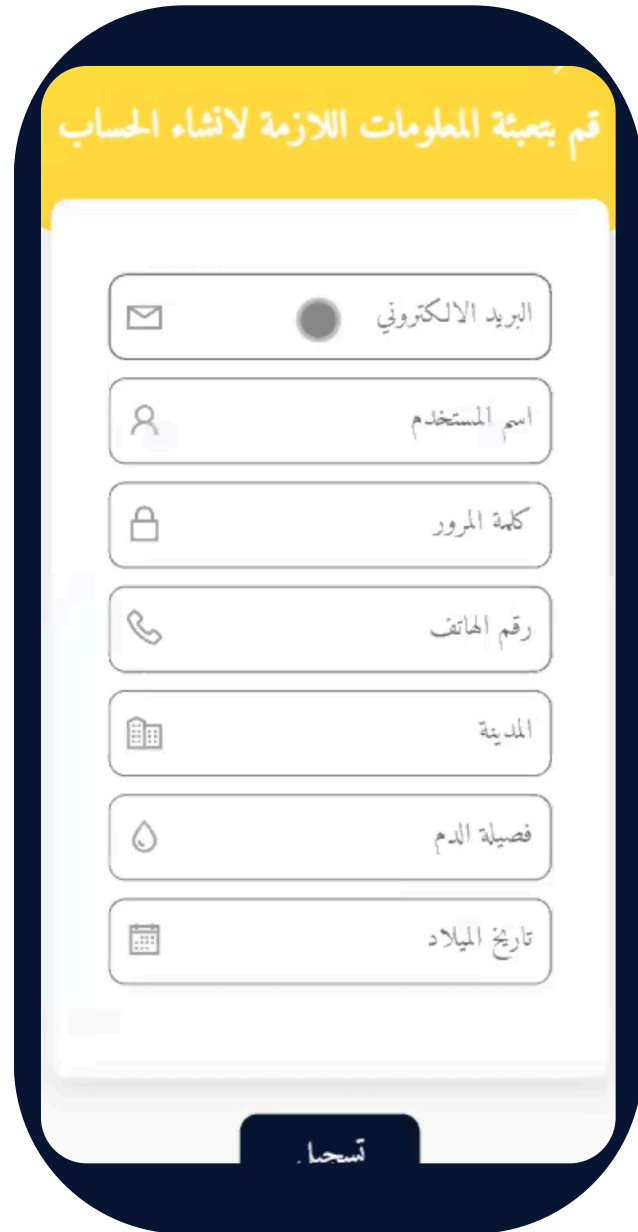 قم بتعبئة المعلومات اللازمة لانشاء الحساب
البريد الالكتروني
اسم المستخدم
كلمة المرور
رقم الهاتف
المدينة
فصيلة الدم
تاريخ الميلاد
تسجيل